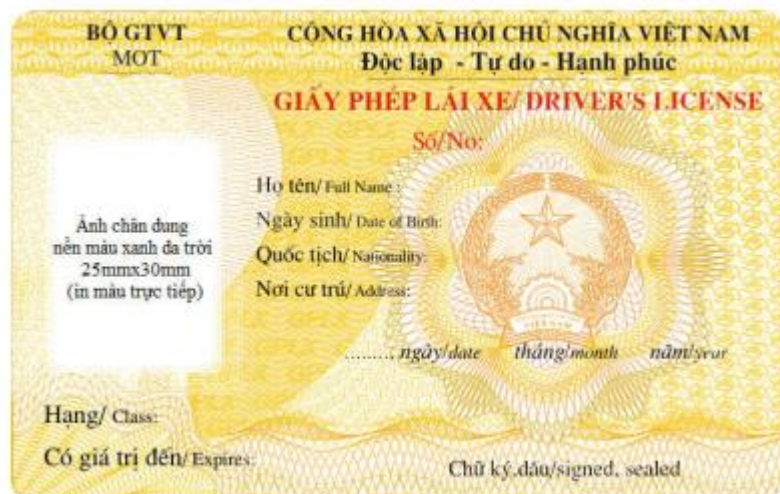 BỘ GTVT
MOT
CỘNG HÒA XÃ HỘI CHỦ NGHĨA VIỆT NAM
Độc lập - Tự do - Hạnh phúc
GIẤY PHÉP LÁI XE/ DRIVER'S LICENSE
Số/No:
Ảnh chân dung
nền màu xanh da trời
25mmx30mm
(in màu trực tiếp)
Họ tên/ Full Name :
Ngày sinh/ Date of Birth:
Quốc tịch/ Nationality:
Nơi cư trú/ Address:
........, ngày/date tháng/month năm/year
Hạng/ Class:
Có giá trị đến/ Expires:
Chữ ký,dấu/signed, sealed
VIỆT NAM